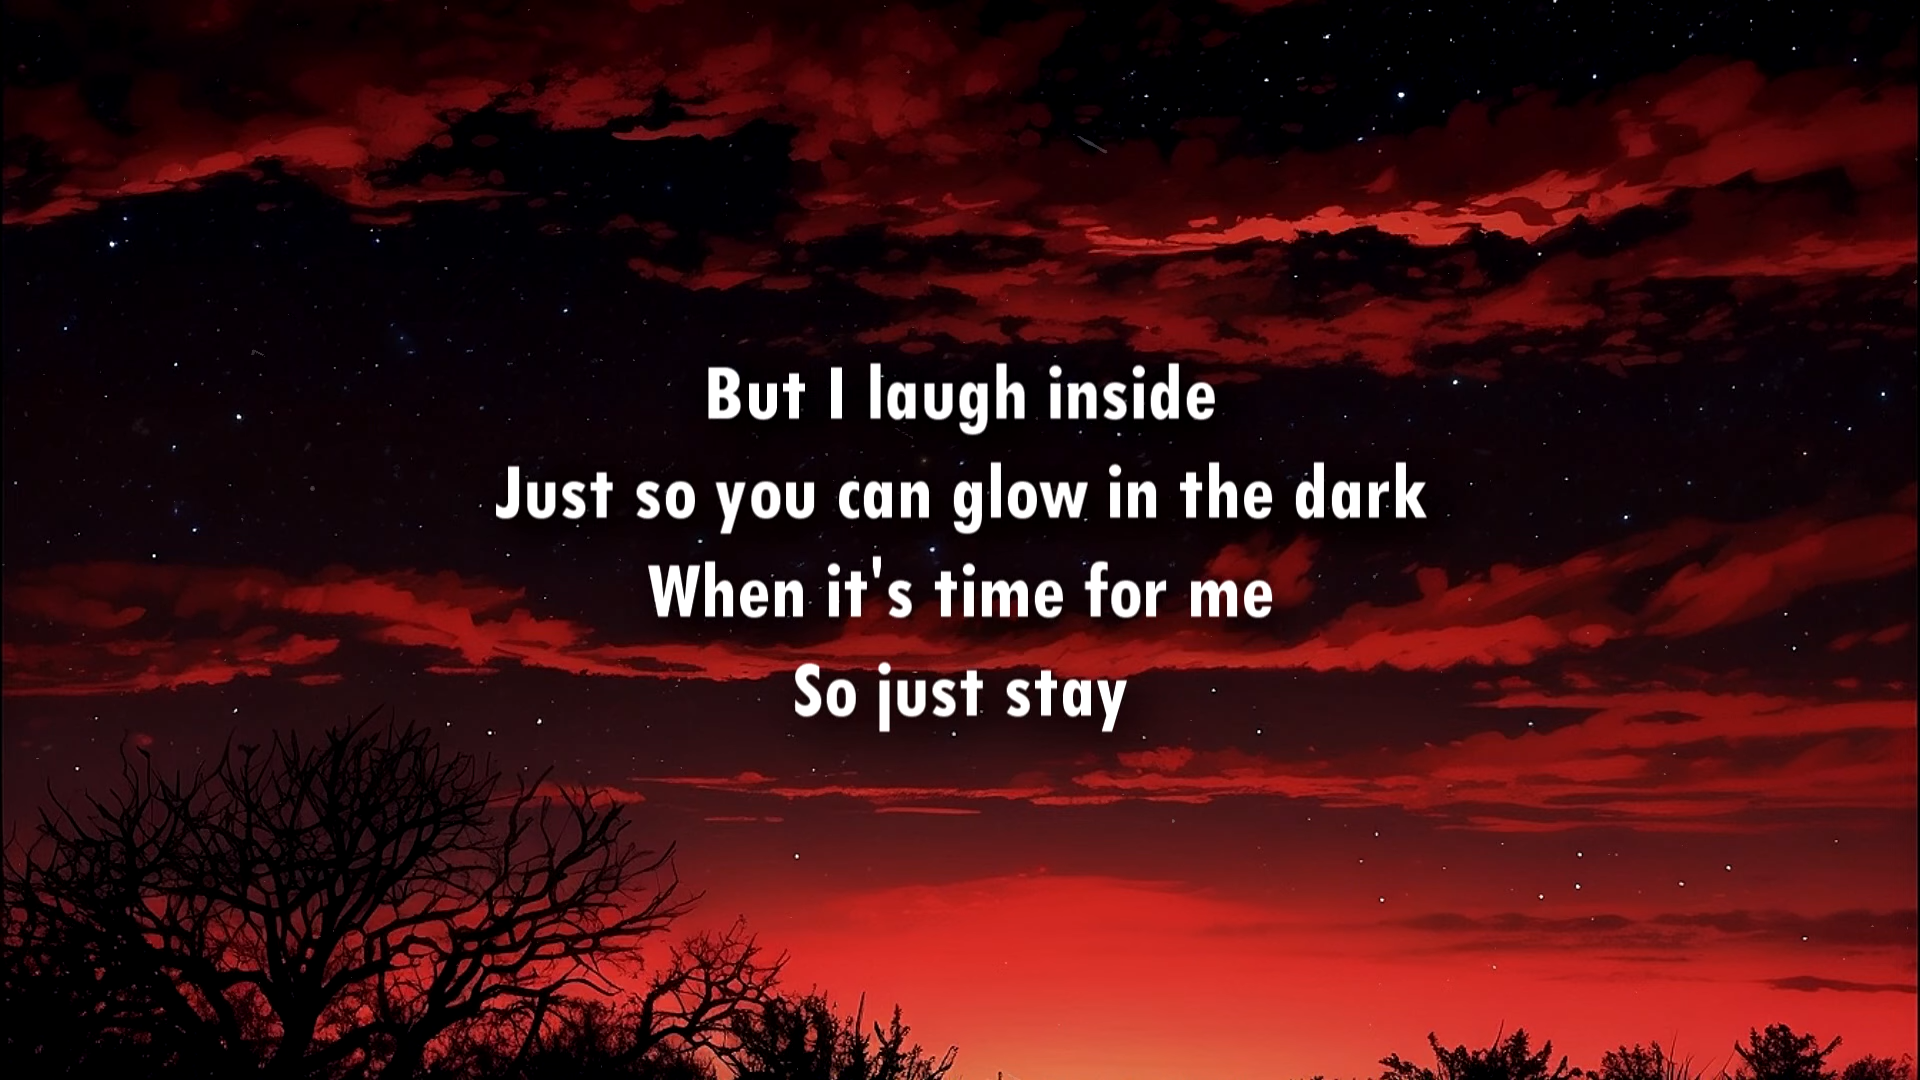 But I laugh inside
Just so you can glow in the dark
When it's time for me
So just stay